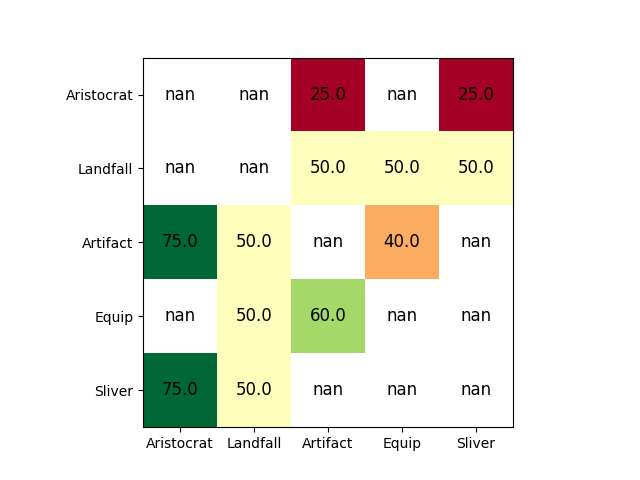 Aristocrat nan nan 25.0 nan 25.0
Landfall nan nan 50.0 50.0 50.0
Artifact 75.0 50.0 nan 40.0 nan
Equip nan 50.0 60.0 nan nan
Sliver 75.0 50.0 nan nan nan
Aristocrat Landfall Artifact Equip Sliver